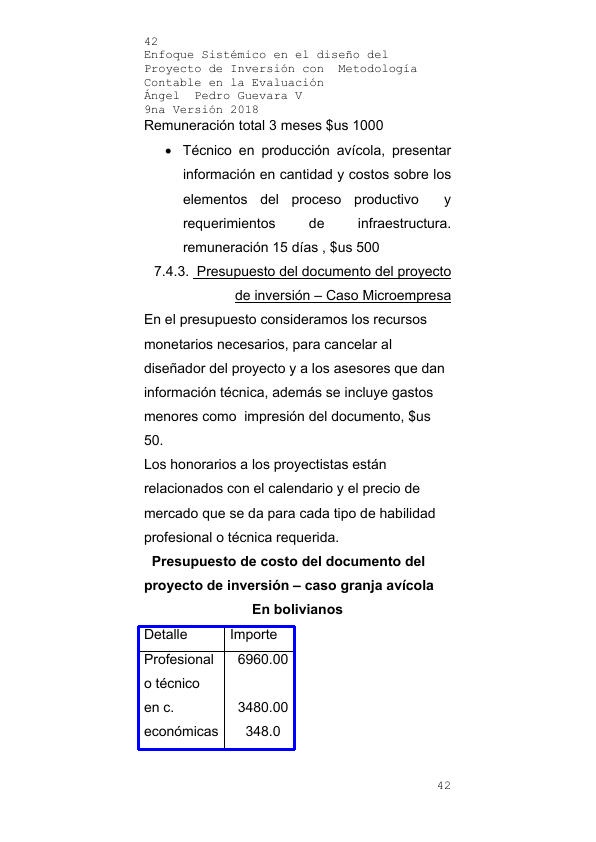 42
Enfoque Sistémico en el diseño del
Proyecto de Inversión con  Metodología
Contable en la Evaluación
Ángel  Pedro Guevara V
9na Versión 2018
Remuneración total 3 meses $us 1000
• Técnico en producción avícola, presentar
información en cantidad y costos sobre los
elementos del proceso productivo y
requerimientos de infraestructura.
remuneración 15 días , $us 500
7.4.3. Presupuesto del documento del proyecto
de inversión – Caso Microempresa
En el presupuesto consideramos los recursos
monetarios necesarios, para cancelar al
diseñador del proyecto y a los asesores que dan
información técnica, además se incluye gastos
menores como  impresión del documento, $us
50.
Los honorarios a los proyectistas están
relacionados con el calendario y el precio de
mercado que se da para cada tipo de habilidad
profesional o técnica requerida.
Presupuesto de costo del documento del
proyecto de inversión – caso granja avícola
En bolivianos
Detalle Importe
Profesional 6960.00
o técnico
en c. 3480.00
económicas 348.0
42